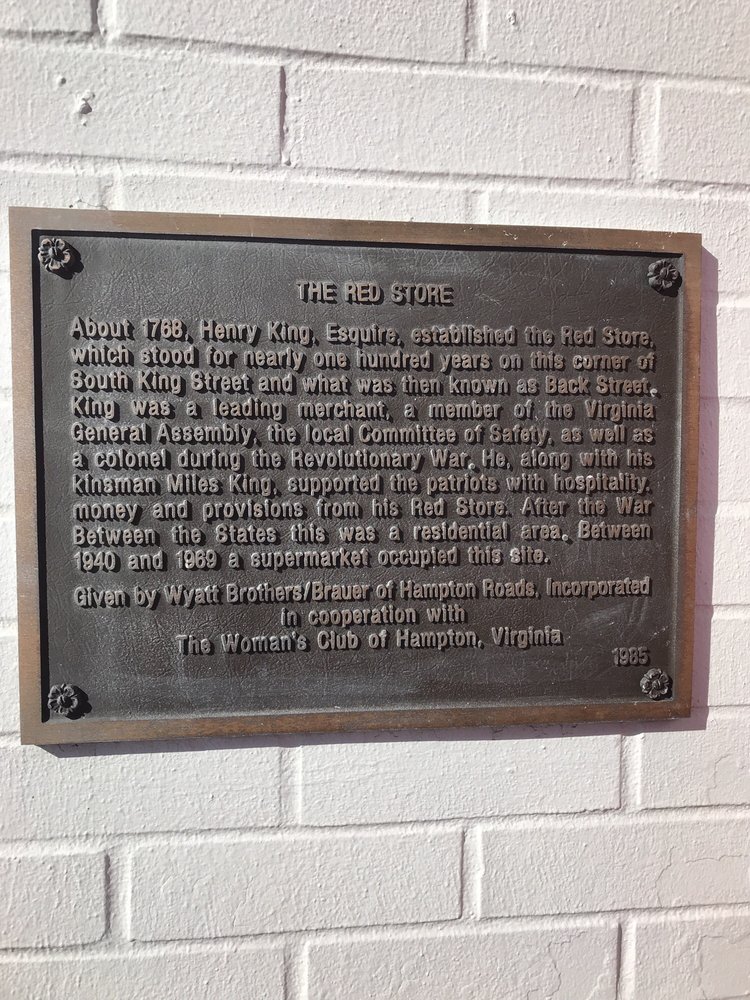 THE RED STORE
About 1768, Henry King, Esquire, established the Red Store,
which stood for nearly one hundred years on this corner of
South King Street and what was then known as Back Street.
King was a leading merchant, a member of the Virginia
General Assembly, the local Committee of Safety, as well as
a colonel during the Revolutionary War. He, along with his
kinsman Miles King, supported the patriots with hospitality,
money and provisions from his Red Store. After the War
Between the States this was a residential area. Between
1940 and 1969 a supermarket occupied this site.
Given by Wyatt Brothers/Brauer of Hampton Roads, Incorporated
in cooperation with
The Woman's Club of Hampton, Virginia
1985